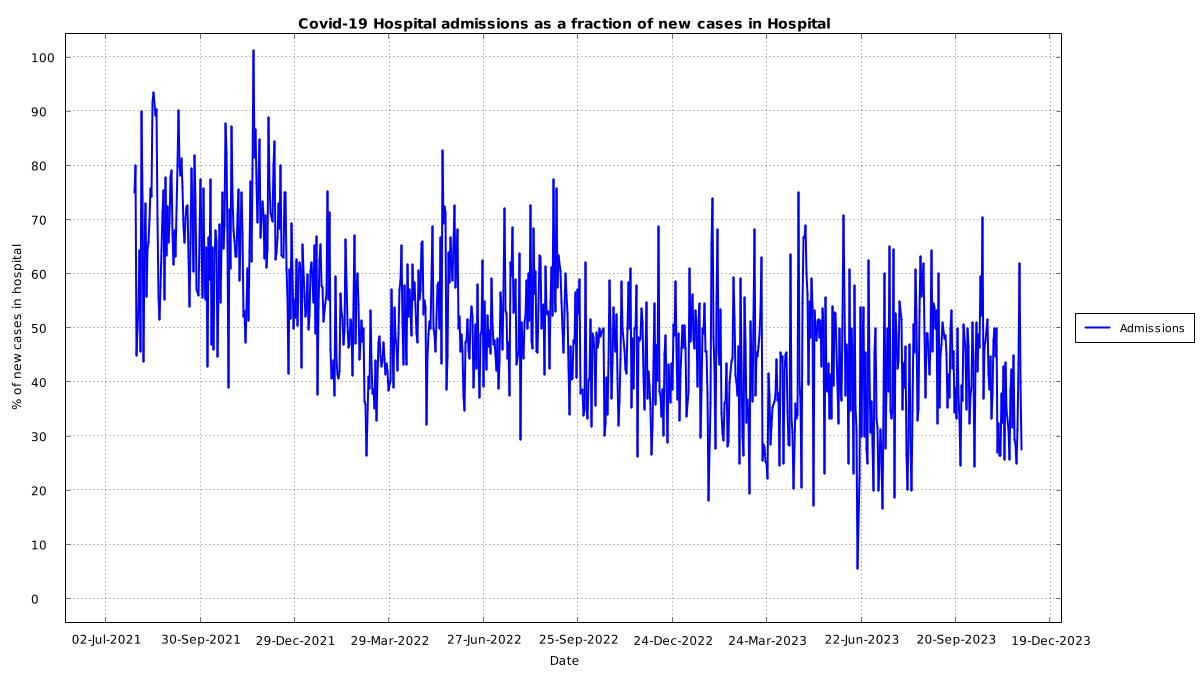 Covid-19 Hospital admissions as a fraction of new cases in Hospital
100
90
80
70
60
50
40
30
20
10
0
% of new cases in hospital
02-Jul-2021 30-Sep-2021 29-Dec-2021 29-Mar-2022 27-Jun-2022 25-Sep-2022 24-Dec-2022 24-Mar-2023 22-Jun-2023 20-Sep-2023 19-Dec-2023
Date
Admissions